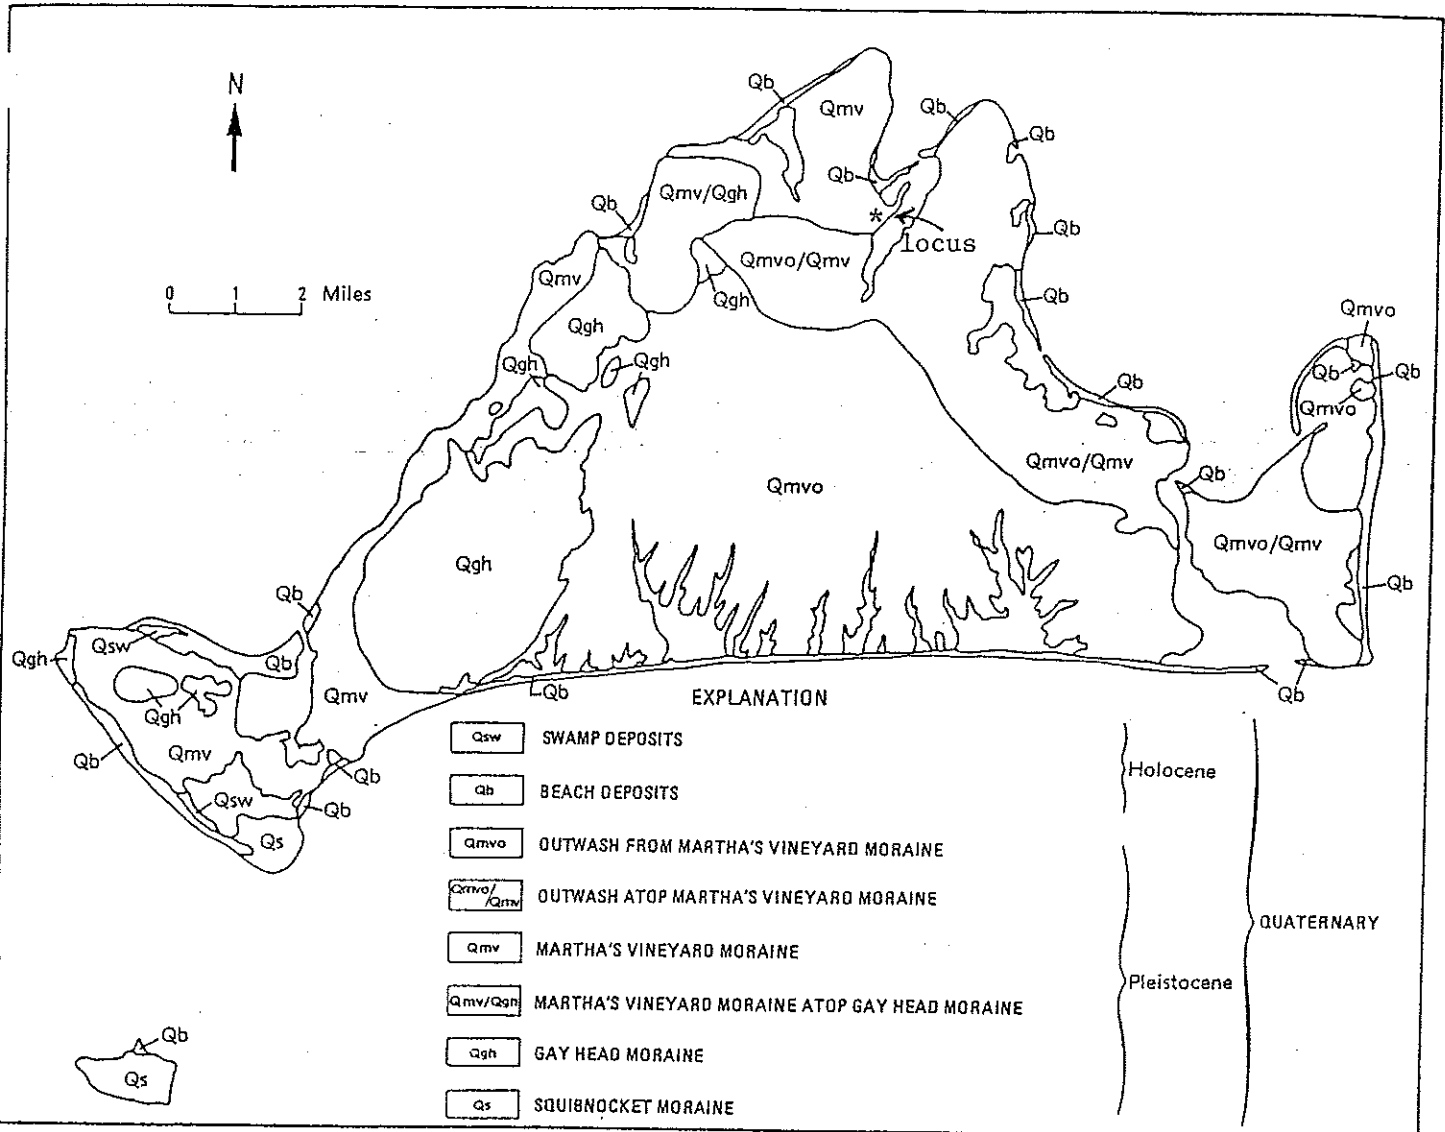 N
0 1 2 Miles
Qb
Qmv
Qb
Qb
Qb
Qmv/Qgh
Qb
*
locus
Qb
Qmvo/Qmv
Qmv
Qgh
Qb
Qgh
Qmvo
Qgh
Qgh
Qb
Qb
Qb
Qmvo
Qmvo/Qmv
Qb
Qmvo
Qmvo/Qmv
Qgh
Qb
Qb
Qsw
Qgh
Qb
Qgh
Qmv
Qb
Qb
Qmv
Qb
Qb
Qsw
Qb
Qs
Qb
Qs
EXPLANATION
Qsw SWAMP DEPOSITS
Qb BEACH DEPOSITS
Qmvo OUTWASH FROM MARTHA'S VINEYARD MORAINE
Qmvo/Qmv OUTWASH ATOP MARTHA'S VINEYARD MORAINE
Qmv MARTHA'S VINEYARD MORAINE
Qmv/Qgh MARTHA'S VINEYARD MORAINE ATOP GAY HEAD MORAINE
Qgh GAY HEAD MORAINE
Qs SQUIBNOCKET MORAINE
Holocene
Pleistocene
QUATERNARY